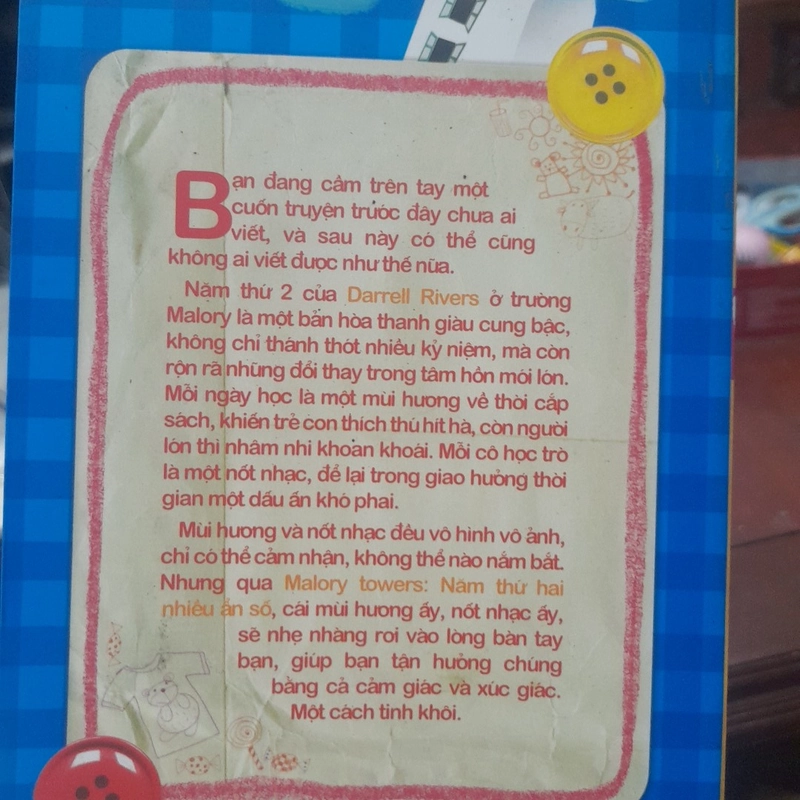 Bạn đang cầm trên tay một
cuốn truyện trước đây chưa ai
viết, và sau này có thể cũng
không ai viết được như thế nữa.
Năm thứ 2 của Darrell Rivers ở trường
Malory là một bản hòa thanh giàu cung bậc,
không chỉ thánh thót nhiều kỷ niệm, mà còn
rộn rã những đổi thay trong tâm hồn mới lớn.
Mỗi ngày học là một mùi hương về thời cắp
sách, khiến trẻ con thích thú hít hà, còn người
lớn thì nhâm nhi khoan khoái. Mỗi cô học trò
là một nốt nhạc, để lại trong giao hưởng thời
gian một dấu ấn khó phai.
Mùi hương và nốt nhạc đều vô hình vô ảnh,
chỉ có thể cảm nhận, không thể nào nắm bắt.
Nhưng qua Malory towers: Năm thứ hai
nhiều ẩn số, cái mùi hương ấy, nốt nhạc ấy,
sẽ nhẹ nhàng rơi vào lòng bàn tay
bạn, giúp bạn tận hưởng chúng
bằng cả cảm giác và xúc giác.
Một cách tinh khôi.